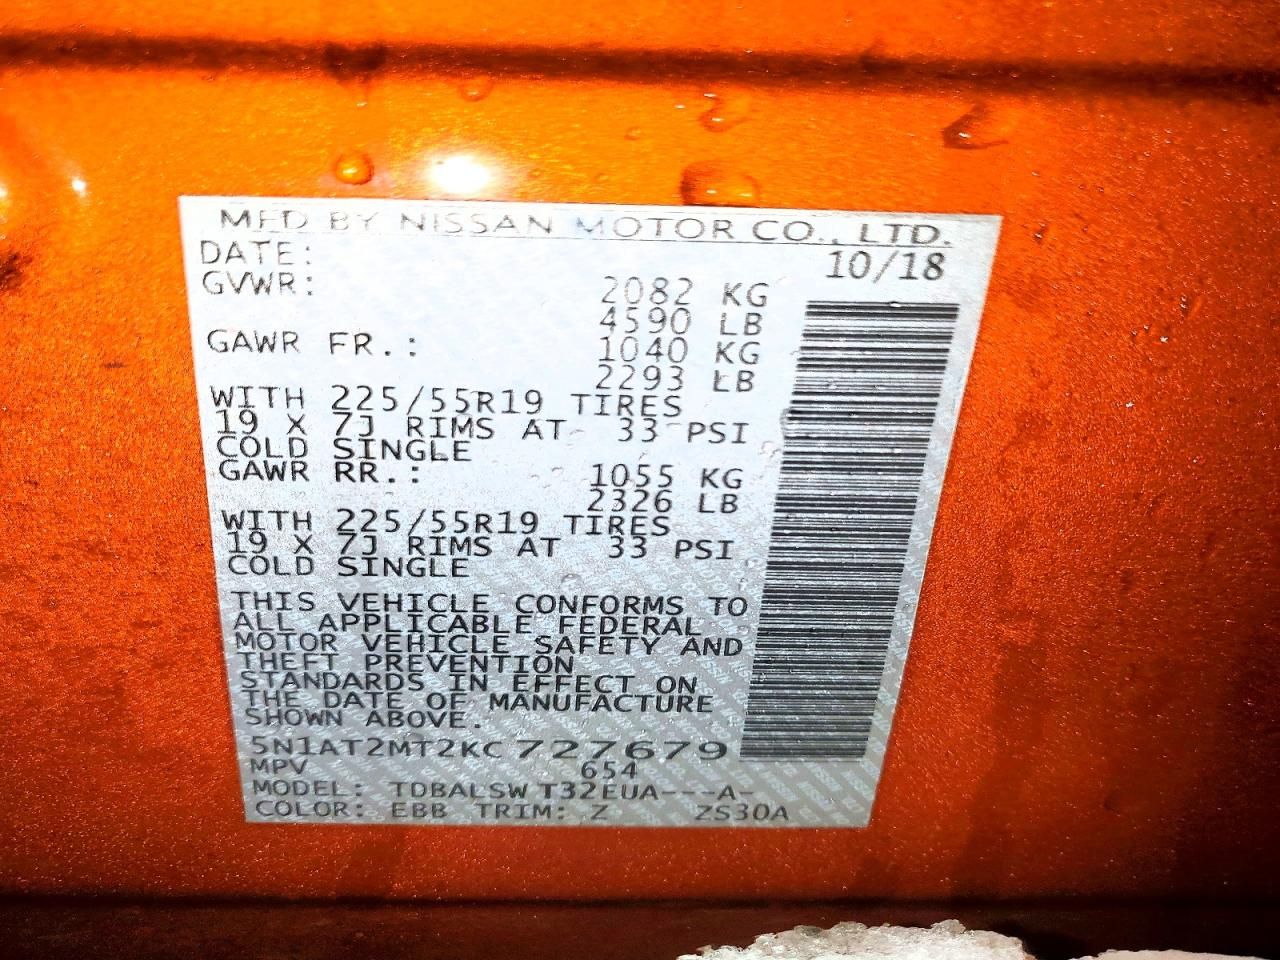 MFD BY NISSAN MOTOR CO., LTD.
DATE: 10/18
GVWR: 2082 KG
4590 LB
GAWR FR.: 1040 KG
2293 LB
WITH 225/55R19 TIRES
19 X 7J RIMS AT 33 PSI
COLD SINGLE
GAWR RR.: 1055 KG
2326 LB
WITH 225/55R19 TIRES
19 X 7J RIMS AT 33 PSI
COLD SINGLE
THIS VEHICLE CONFORMS TO
ALL APPLICABLE FEDERAL
MOTOR VEHICLE SAFETY AND
THEFT PREVENTION
STANDARDS IN EFFECT ON
THE DATE OF MANUFACTURE
SHOWN ABOVE.
5N1AT2MT2KC727679
MPV 654
MODEL: TDBALSW T32EUA---A-
COLOR: EBB TRIM: Z ZS30A